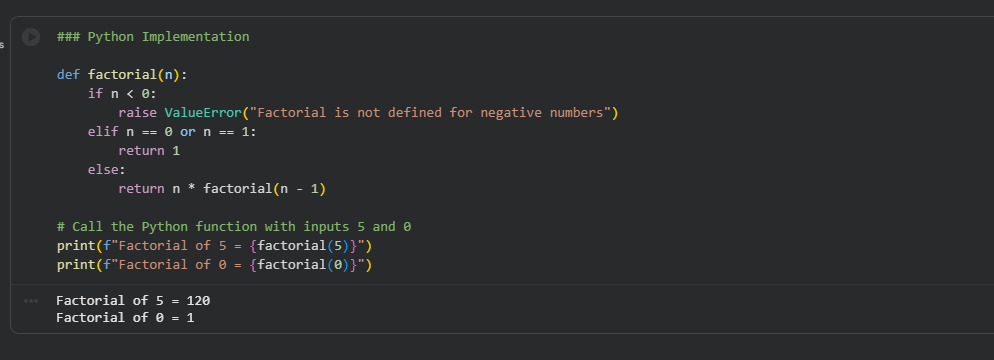 s
### Python Implementation
def factorial(n):
    if n < 0:
        raise ValueError("Factorial is not defined for negative numbers")
    elif n == 0 or n == 1:
        return 1
    else:
        return n * factorial(n - 1)
# Call the Python function with inputs 5 and 0
print(f"Factorial of 5 = {factorial(5)}")
print(f"Factorial of 0 = {factorial(0)}")
Factorial of 5 = 120
Factorial of 0 = 1